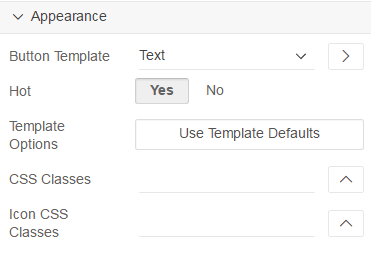 Appearance
Button Template Text
Hot Yes No
Template
Options
Use Template Defaults
CSS Classes
Icon CSS
Classes